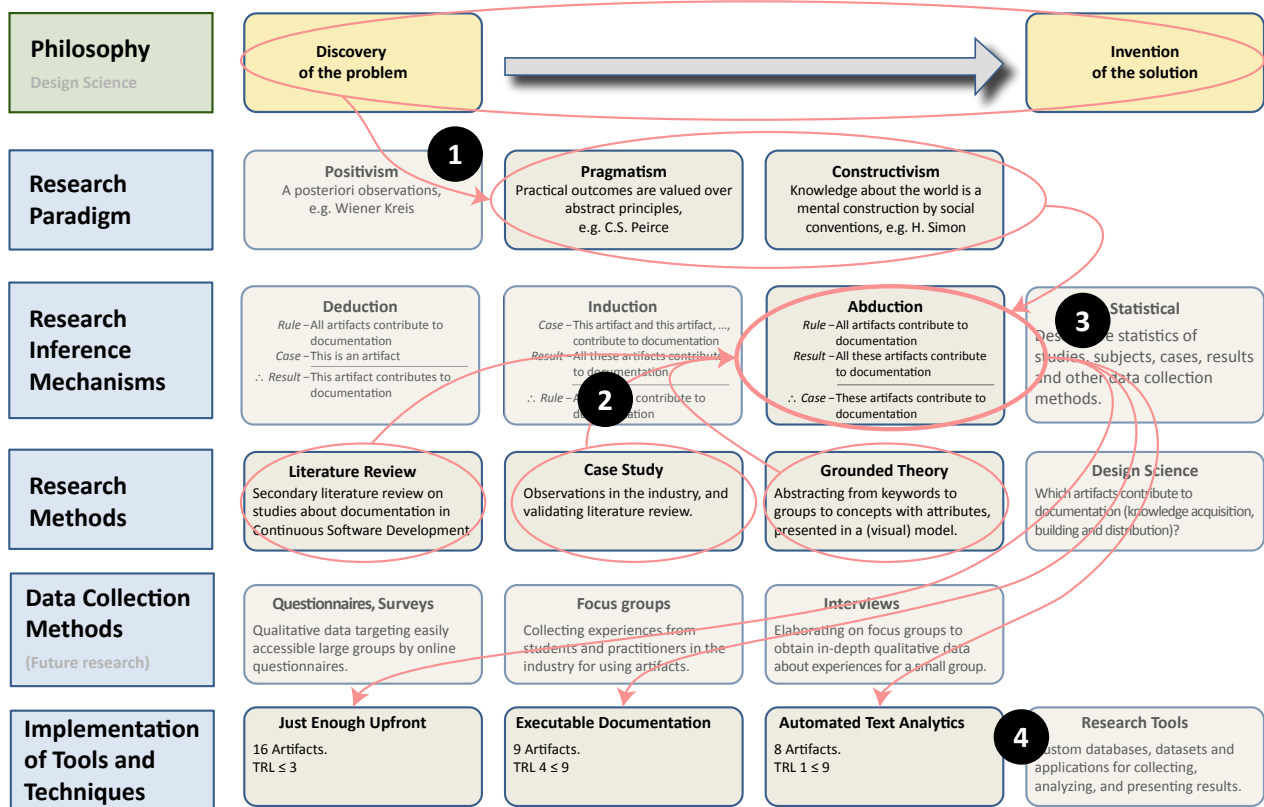 Philosophy
Design Science
Discovery
of the problem
Invention
of the solution
1
Research
Paradigm
Positivism
A posteriori observations,
e.g. Wiener Kreis
Pragmatism
Practical outcomes are valued over
abstract principles,
e.g. C.S. Peirce
Constructivism
Knowledge about the world is a
mental construction by social
conventions, e.g. H. Simon
Research
Inference
Mechanisms
Deduction
Rule – All artifacts contribute to
documentation
Case – This is an artifact
∴ Result – This artifact contributes to
documentation
Induction
Case – This artifact and this artifact, ...,
contribute to documentation
Result – All these artifacts contribute
to documentation
∴ Rule – contribute to
2
Abduction
Rule – All artifacts contribute to
documentation
Result – All these artifacts contribute
to documentation
∴ Case – These artifacts contribute to
documentation
3
Statistical
statistics of
studies, subjects, cases, results
and other data collection
methods.
Research
Methods
Literature Review
Secondary literature review on
studies about documentation in
Continuous Software Development
Case Study
Observations in the industry, and
validating literature review.
Grounded Theory
Abstracting from keywords to
groups to concepts with attributes,
presented in a (visual) model.
Design Science
Which artifacts contribute to
documentation (knowledge acquisition,
building and distribution)?
Data Collection
Methods
(Future research)
Questionnaires, Surveys
Qualitative data targeting easily
accessible large groups by online
questionnaires.
Focus groups
Collecting experiences from
students and practitioners in the
industry for using artifacts.
Interviews
Elaborating on focus groups to
obtain in-depth qualitative data
about experiences for a small group.
Implementation
of Tools and
Techniques
Just Enough Upfront
16 Artifacts.
TRL ≤ 3
Executable Documentation
9 Artifacts.
TRL 4 ≤ 9
Automated Text Analytics
8 Artifacts.
TRL 1 ≤ 9
4
Research Tools
databases, datasets and
applications for collecting,
analyzing, and presenting results.